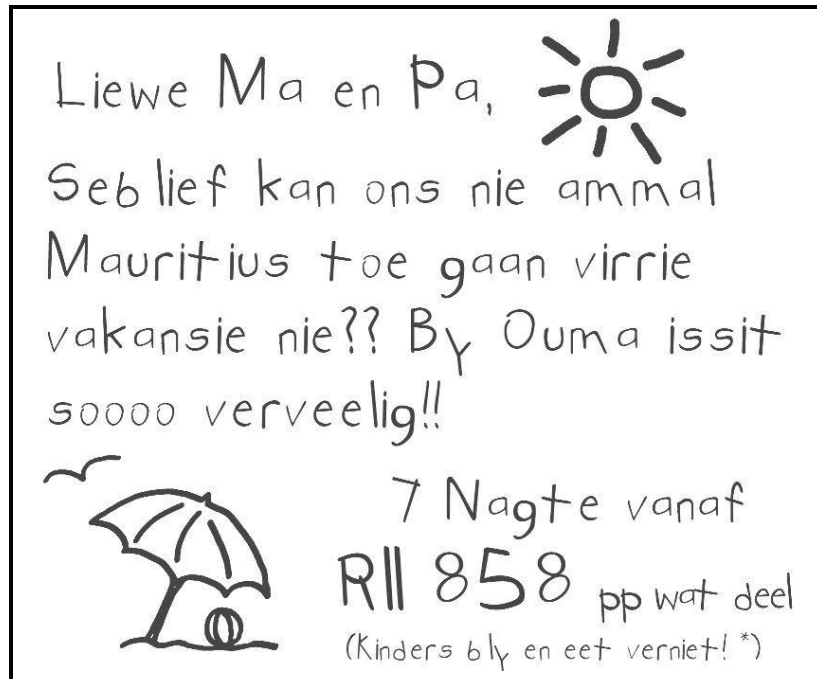 Liewe Ma en Pa,
Seblief kan ons nie ammal
Mauritius toe gaan virrie
vakansie nie?? By Ouma issit
soooo verveelig!!
7 Nagte vanaf
R11 858 pp wat deel
(Kinders bly en eet verniet! *)